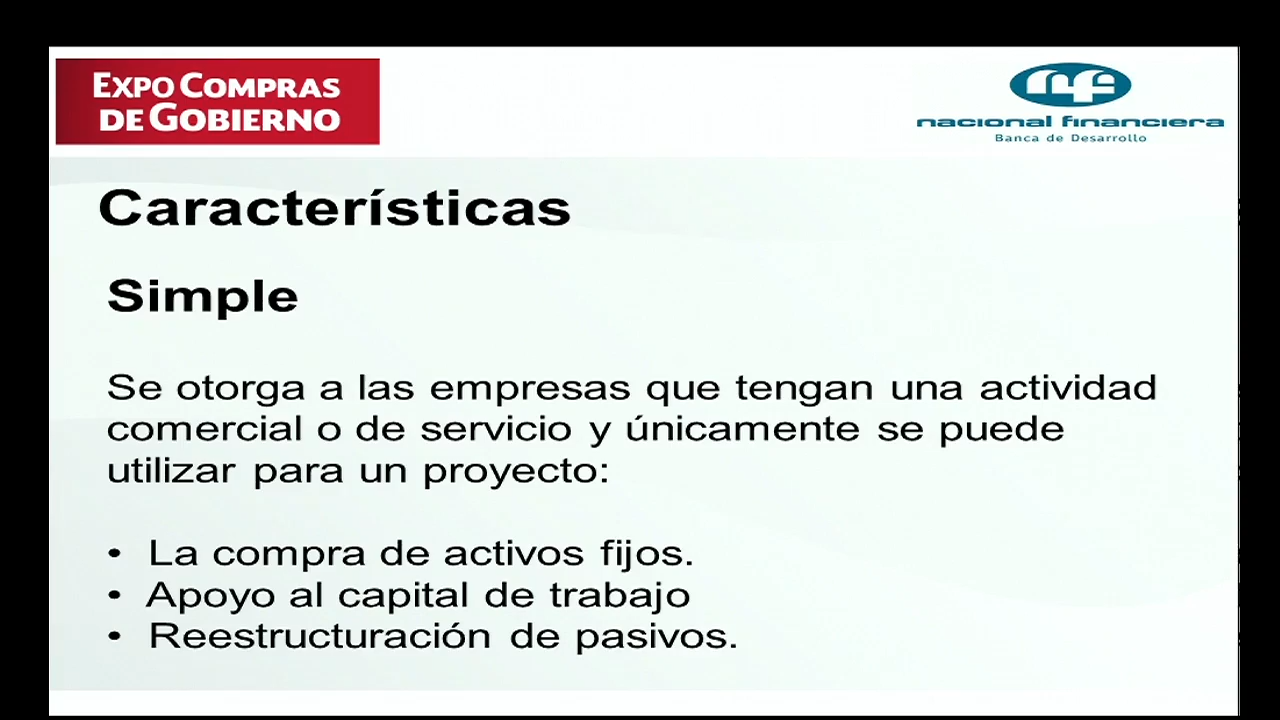 EXPO COMPRAS
DE GOBIERNO
nf
nacional financiera
Banca de Desarrollo
Características
Simple
Se otorga a las empresas que tengan una actividad
comercial o de servicio y únicamente se puede
utilizar para un proyecto:
• La compra de activos fijos.
• Apoyo al capital de trabajo
• Reestructuración de pasivos.